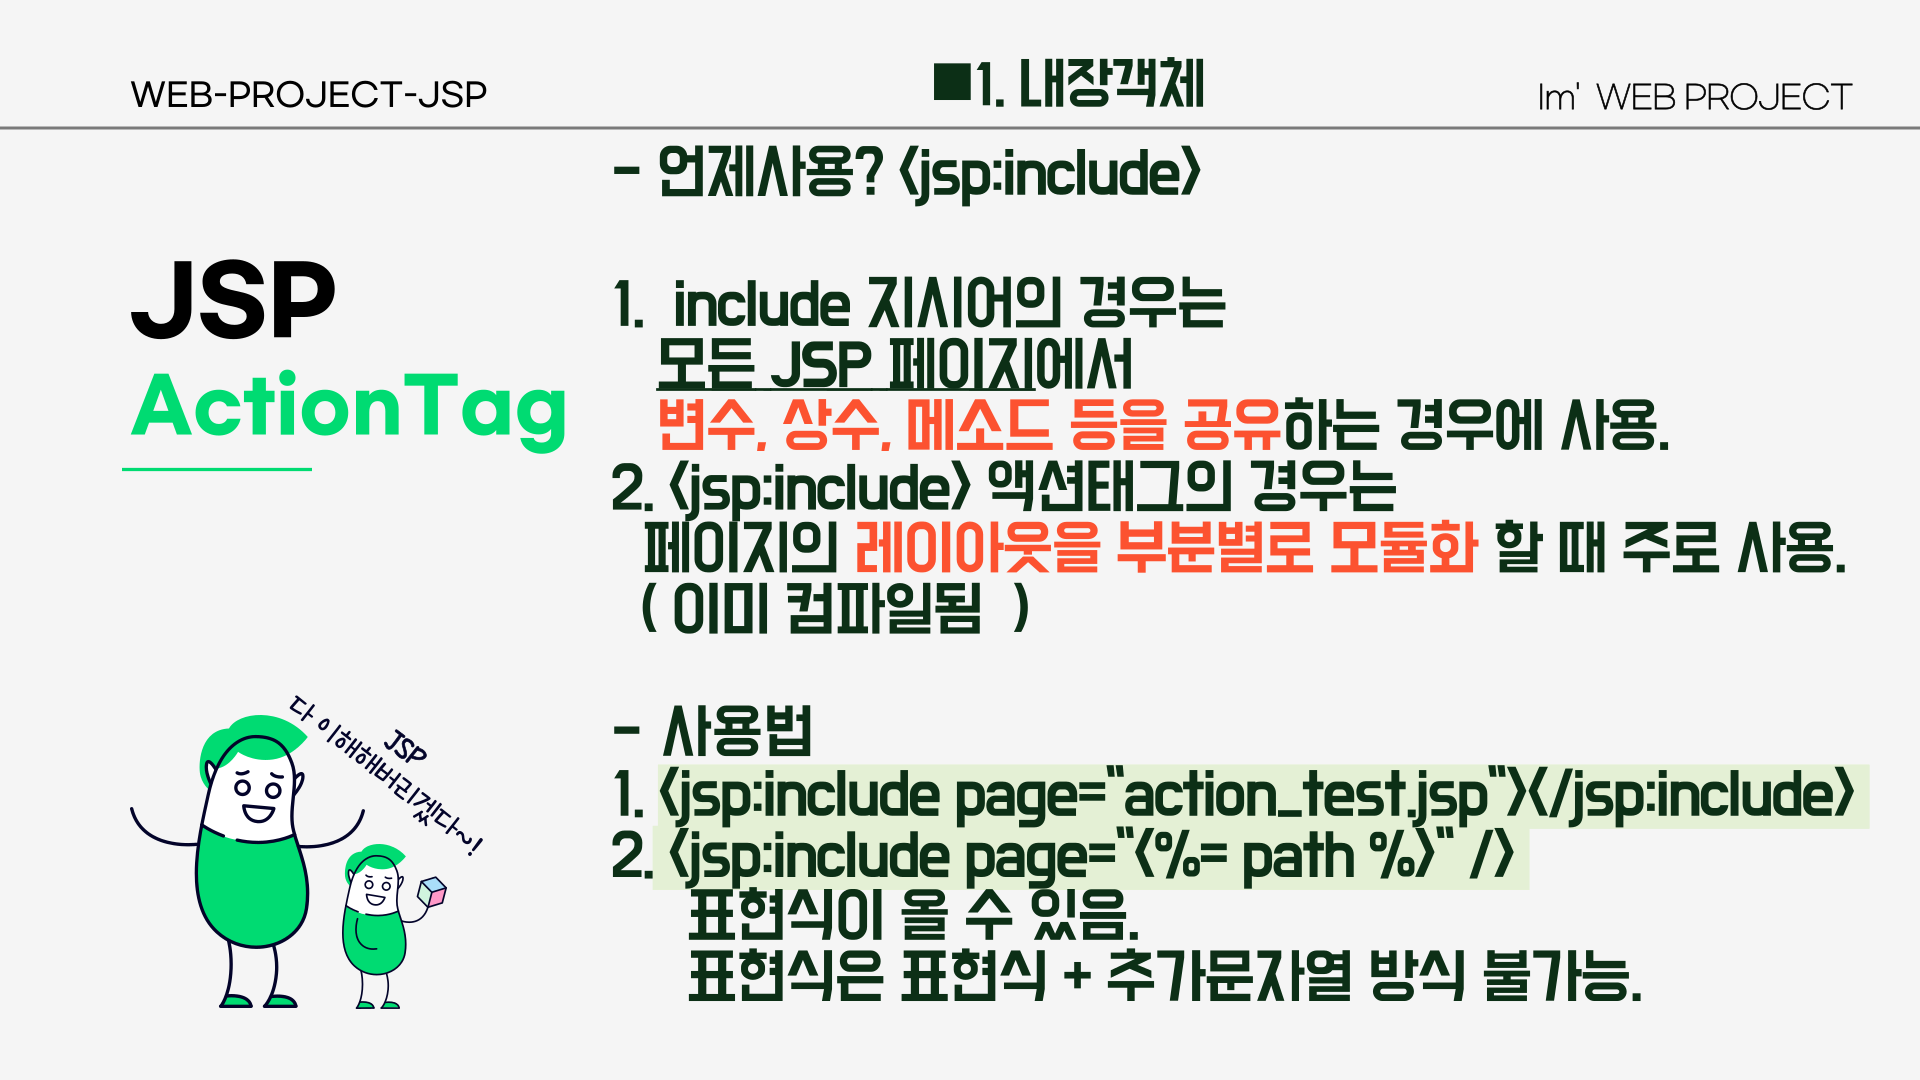 WEB-PROJECT-JSP
■1. 내장객체
Im' WEB PROJECT
- 언제사용? <jsp:include>
JSP
ActionTag
1. include 지시어의 경우는
모든 JSP 페이지에서
변수, 상수, 메소드 등을 공유하는 경우에 사용.
2. <jsp:include> 액션태그의 경우는
페이지의 레이아웃을 부분별로 모듈화 할 때 주로 사용.
( 이미 컴파일됨 )
- 사용법
1. <jsp:include page="action_test.jsp"></jsp:include>
2. <jsp:include page="<%= path %>" />
표현식이 올 수 있음.
표현식은 표현식 + 추가문자열 방식 불가능.
JSP
다 이해해버리겠다~!